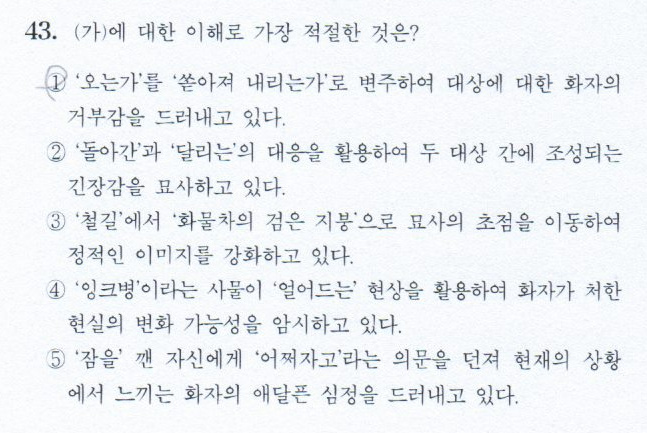 43. (가)에 대한 이해로 가장 적절한 것은?
① ‘오는가’를 ‘쏟아져 내리는가’로 변주하여 대상에 대한 화자의
거부감을 드러내고 있다.
② ‘돌아간’과 ‘달리는’의 대응을 활용하여 두 대상 간에 조성되는
긴장감을 묘사하고 있다.
③ ‘철길’에서 ‘화물차의 검은 지붕’으로 묘사의 초점을 이동하여
정적인 이미지를 강화하고 있다.
④ ‘잉크병’이라는 사물이 ‘얼어드는’ 현상을 활용하여 화자가 처한
현실의 변화 가능성을 암시하고 있다.
⑤ ‘잠을’ 깬 자신에게 ‘어쩌자고’라는 의문을 던져 현재의 상황
에서 느끼는 화자의 애달픈 심정을 드러내고 있다.